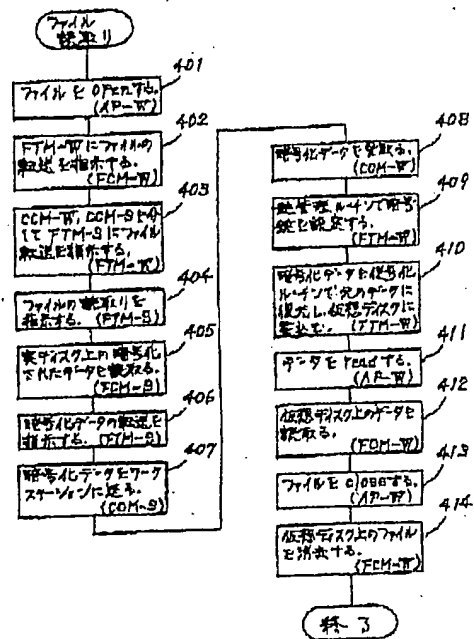 ファイル
読取り
401
ファイルをOPENする。
(AP-W)
402
FTM-Wにファイルの
転送を指示する。
(FCM-W)
403
COM-W, COM-Sを介
してFTM-Sにファイル
転送を指示する。
(FTM-W)
404
ファイルの読取りを
指示する。(FTM-S)
405
実ディスク上の暗号化
されたデータを読取る。
(FCM-S)
406
暗号化データの転送を
指示する。(FTM-S)
407
暗号化データをワーク
ステーションに送る。
(COM-S)
408
暗号化データを受取る。
(COM-W)
409
鍵管理ルーチンで暗号
鍵を設定する。
(FTM-W)
410
暗号化データを復号化
ルーチンで元のデータに
復元し、仮想ディスクに
書込む。(FTM-W)
411
データをreadする。
(AP-W)
412
仮想ディスク上のデータを
読取る。
(FCM-W)
413
ファイルをcloseする。
(AP-W)
414
仮想ディスク上のファイル
を消去する。
(FCM-W)
終了